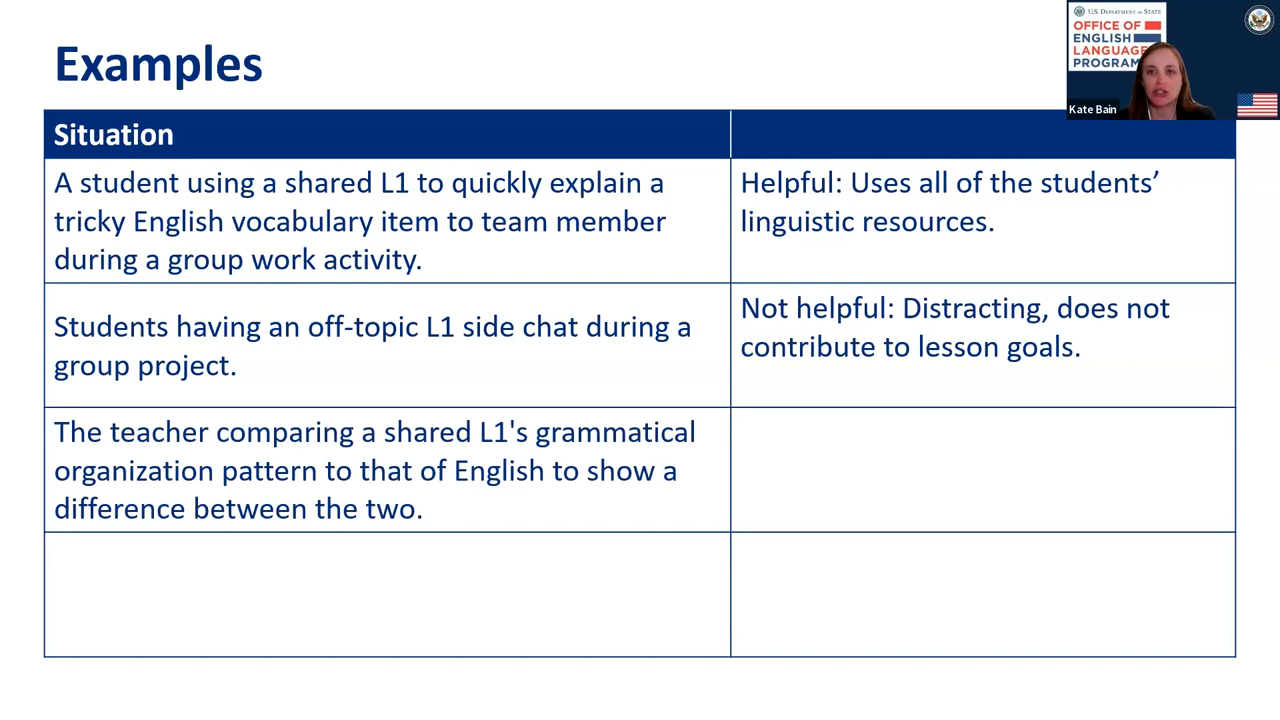 Examples
U.S. DEPARTMENT OF STATE
OFFICE OF
ENGLISH
LANGUAGE
PROGRAM
Kate Bain
Situation
A student using a shared L1 to quickly explain a
tricky English vocabulary item to team member
during a group work activity.
Helpful: Uses all of the students’
linguistic resources.
Students having an off-topic L1 side chat during a
group project.
Not helpful: Distracting, does not
contribute to lesson goals.
The teacher comparing a shared L1's grammatical
organization pattern to that of English to show a
difference between the two.